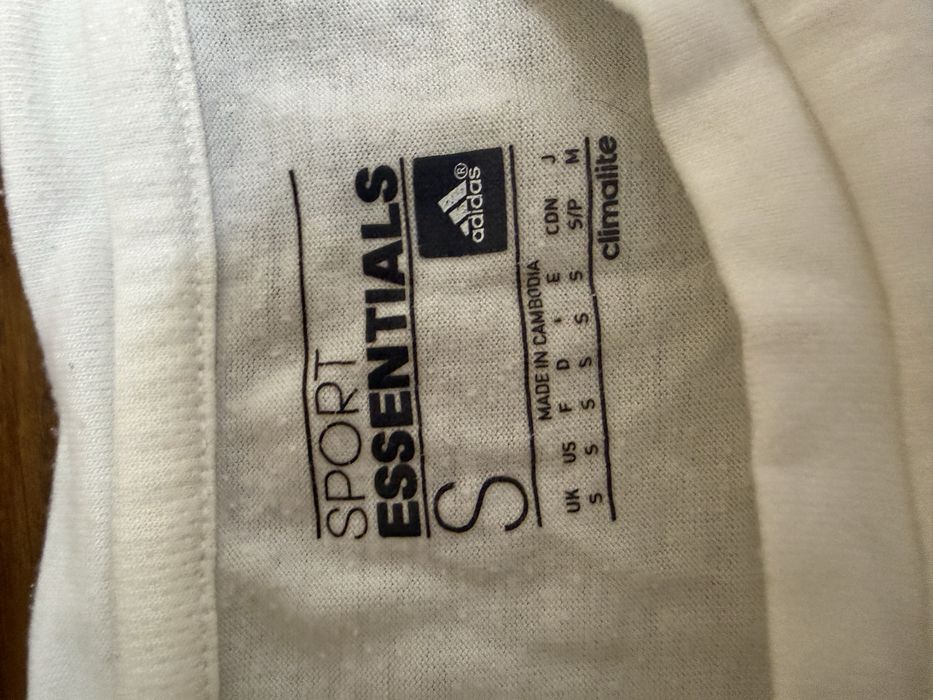 SPORT
ESSENTIALS
S
adidas®
MADE IN CAMBODIA
UK US F D I E CDN J
S S S S S S S/P M
climalite